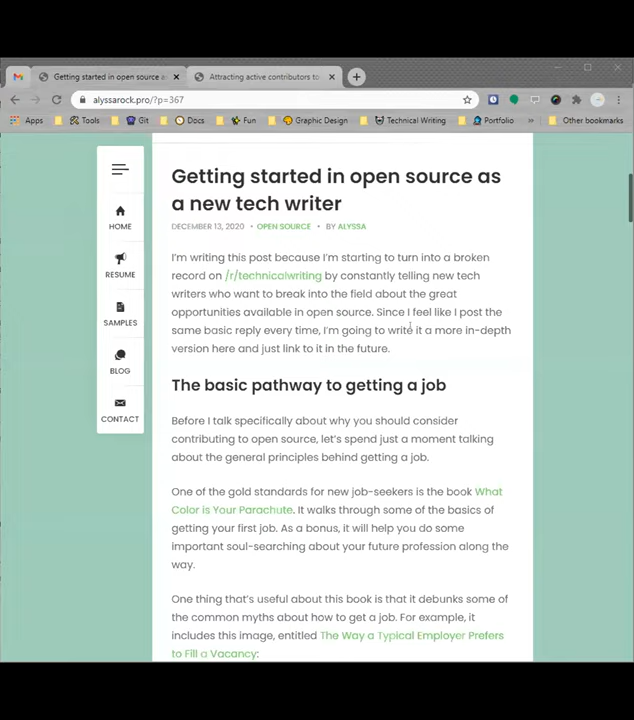 Getting started in open source a
Attracting active contributors to
alyssarock.pro/?p=367
Apps
Tools
Git
Docs
Fun
Graphic Design
Technical Writing
Portfolio
Other bookmarks
HOME
RESUME
SAMPLES
BLOG
CONTACT
Getting started in open source as
a new tech writer
DECEMBER 13, 2020 • OPEN SOURCE • BY ALYSSA
I'm writing this post because I'm starting to turn into a broken
record on /r/technicalwriting by constantly telling new tech
writers who want to break into the field about the great
opportunities available in open source. Since I feel like I post the
same basic reply every time, I'm going to write it a more in-depth
version here and just link to it in the future.
The basic pathway to getting a job
Before I talk specifically about why you should consider
contributing to open source, let's spend just a moment talking
about the general principles behind getting a job.
One of the gold standards for new job-seekers is the book What
Color is Your Parachute. It walks through some of the basics of
getting your first job. As a bonus, it will help you do some
important soul-searching about your future profession along the
way.
One thing that's useful about this book is that it debunks some of
the common myths about how to get a job. For example, it
includes this image, entitled The Way a Typical Employer Prefers
to Fill a Vacancy: